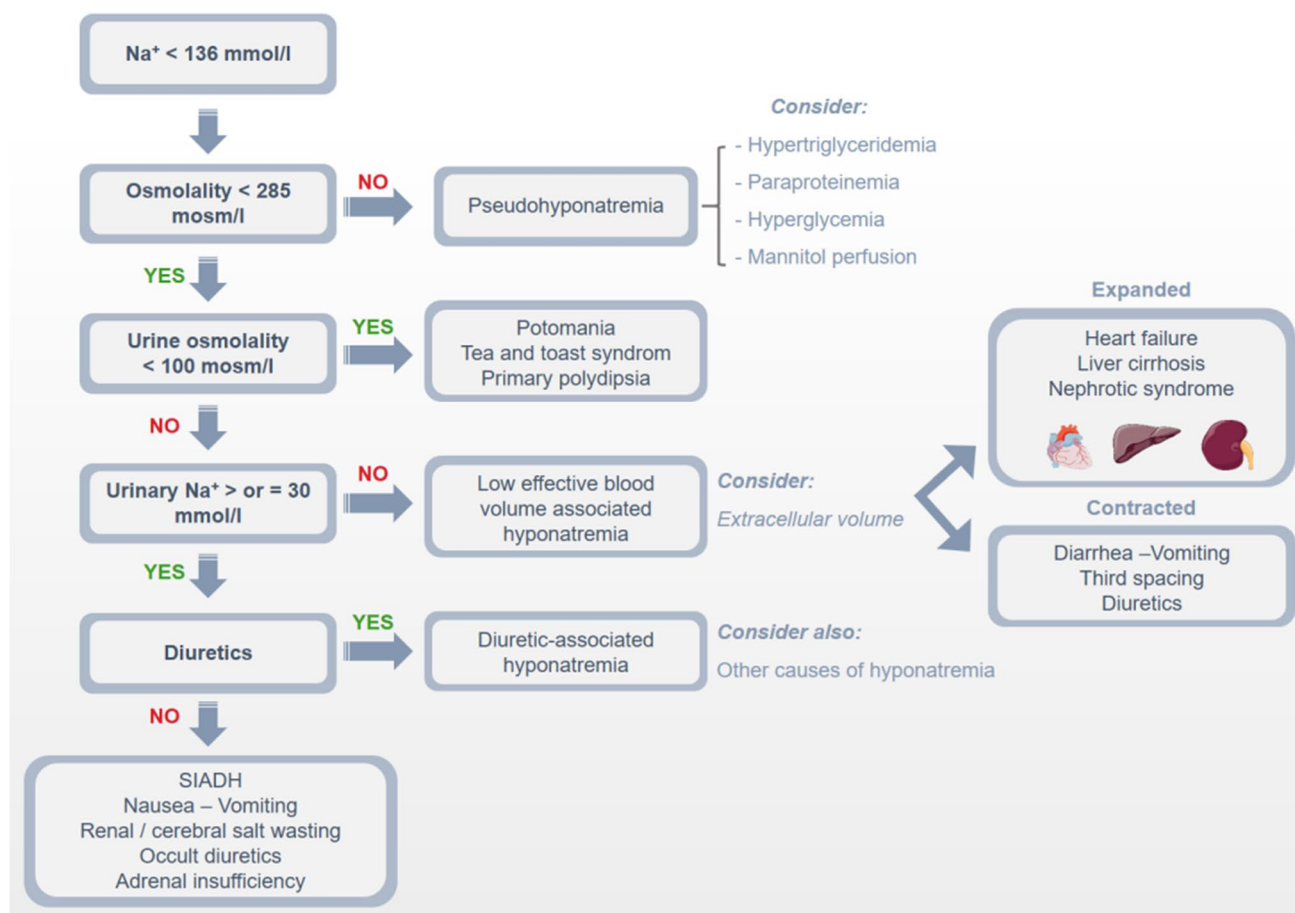 Na⁺ < 136 mmol/l
Consider:
- Hypertriglyceridemia
- Paraproteinemia
- Hyperglycemia
- Mannitol perfusion
Osmolality < 285
mosm/l
NO
Pseudohyponatremia
YES
Urine osmolality
< 100 mosm/l
YES
Potomania
Tea and toast syndrom
Primary polydipsia
NO
Urinary Na⁺ > or = 30
mmol/l
NO
Low effective blood
volume associated
hyponatremia
Consider:
Extracellular volume
Expanded
Heart failure
Liver cirrhosis
Nephrotic syndrome
Contracted
Diarrhea –Vomiting
Third spacing
Diuretics
YES
Diuretics
YES
Diuretic-associated
hyponatremia
Consider also:
Other causes of hyponatremia
NO
SIADH
Nausea – Vomiting
Renal / cerebral salt wasting
Occult diuretics
Adrenal insufficiency